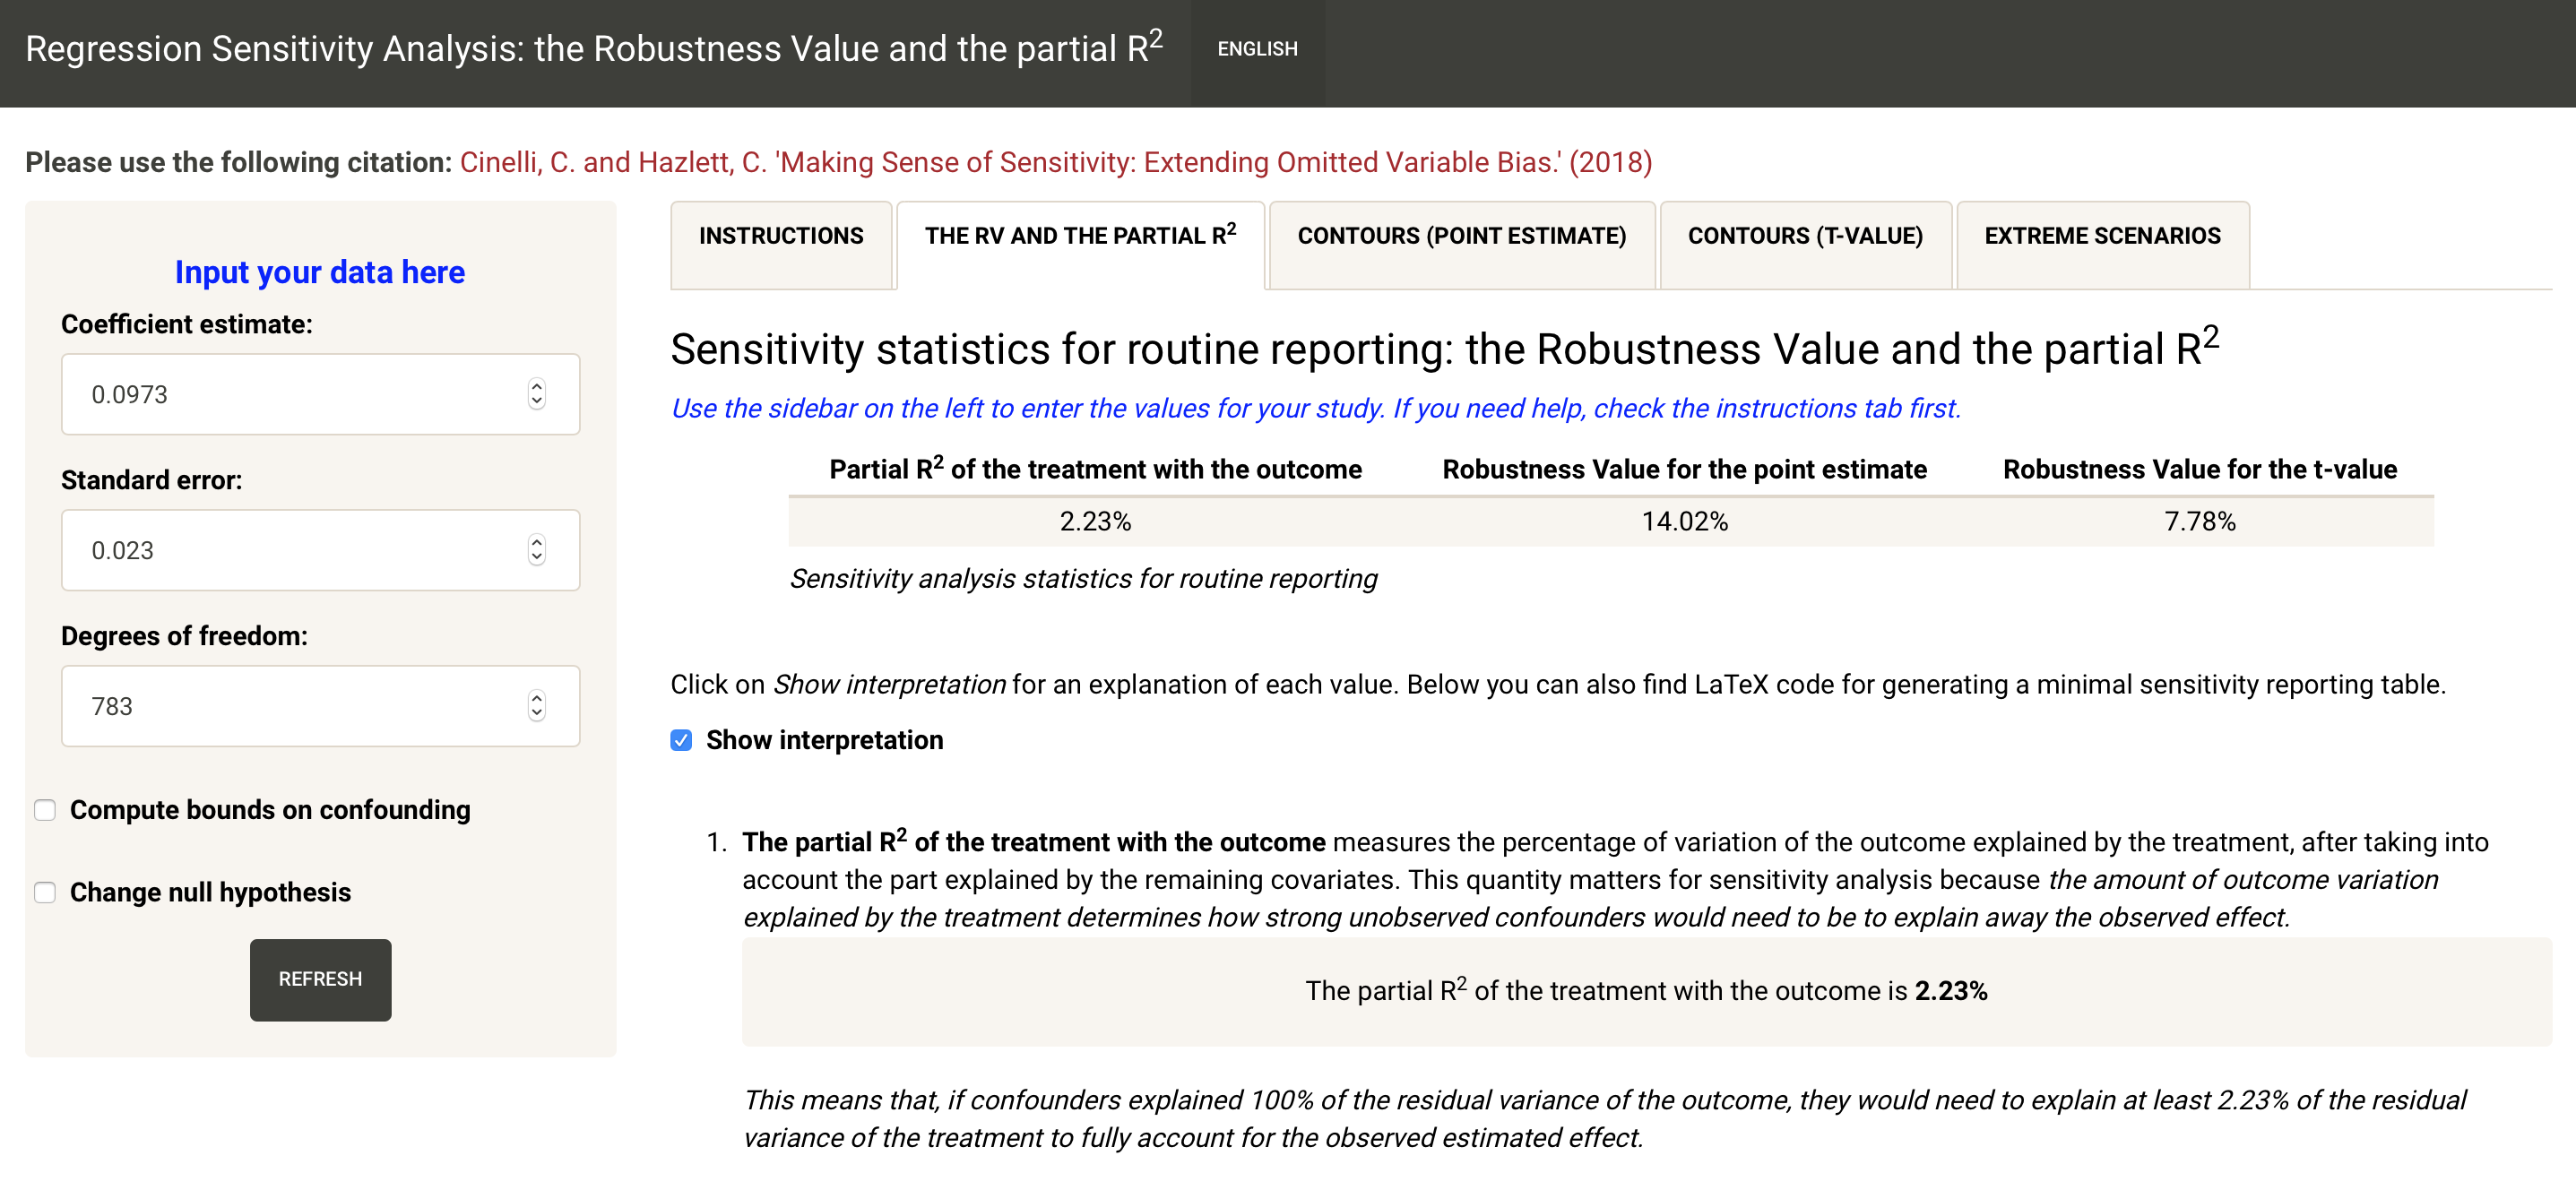 Regression Sensitivity Analysis: the Robustness Value and the partial R² ENGLISH
Please use the following citation: Cinelli, C. and Hazlett, C. 'Making Sense of Sensitivity: Extending Omitted Variable Bias.' (2018)
Input your data here
Coefficient estimate:
0.0973
Standard error:
0.023
Degrees of freedom:
783
Compute bounds on confounding
Change null hypothesis
REFRESH
INSTRUCTIONS THE RV AND THE PARTIAL R² CONTOURS (POINT ESTIMATE) CONTOURS (T-VALUE) EXTREME SCENARIOS
Sensitivity statistics for routine reporting: the Robustness Value and the partial R²
Use the sidebar on the left to enter the values for your study. If you need help, check the instructions tab first.
Partial R² of the treatment with the outcome Robustness Value for the point estimate Robustness Value for the t-value
2.23% 14.02% 7.78%
Sensitivity analysis statistics for routine reporting
Click on Show interpretation for an explanation of each value. Below you can also find LaTeX code for generating a minimal sensitivity reporting table.
Show interpretation
1. The partial R² of the treatment with the outcome measures the percentage of variation of the outcome explained by the treatment, after taking into
account the part explained by the remaining covariates. This quantity matters for sensitivity analysis because the amount of outcome variation
explained by the treatment determines how strong unobserved confounders would need to be to explain away the observed effect.
The partial R² of the treatment with the outcome is 2.23%
This means that, if confounders explained 100% of the residual variance of the outcome, they would need to explain at least 2.23% of the residual
variance of the treatment to fully account for the observed estimated effect.